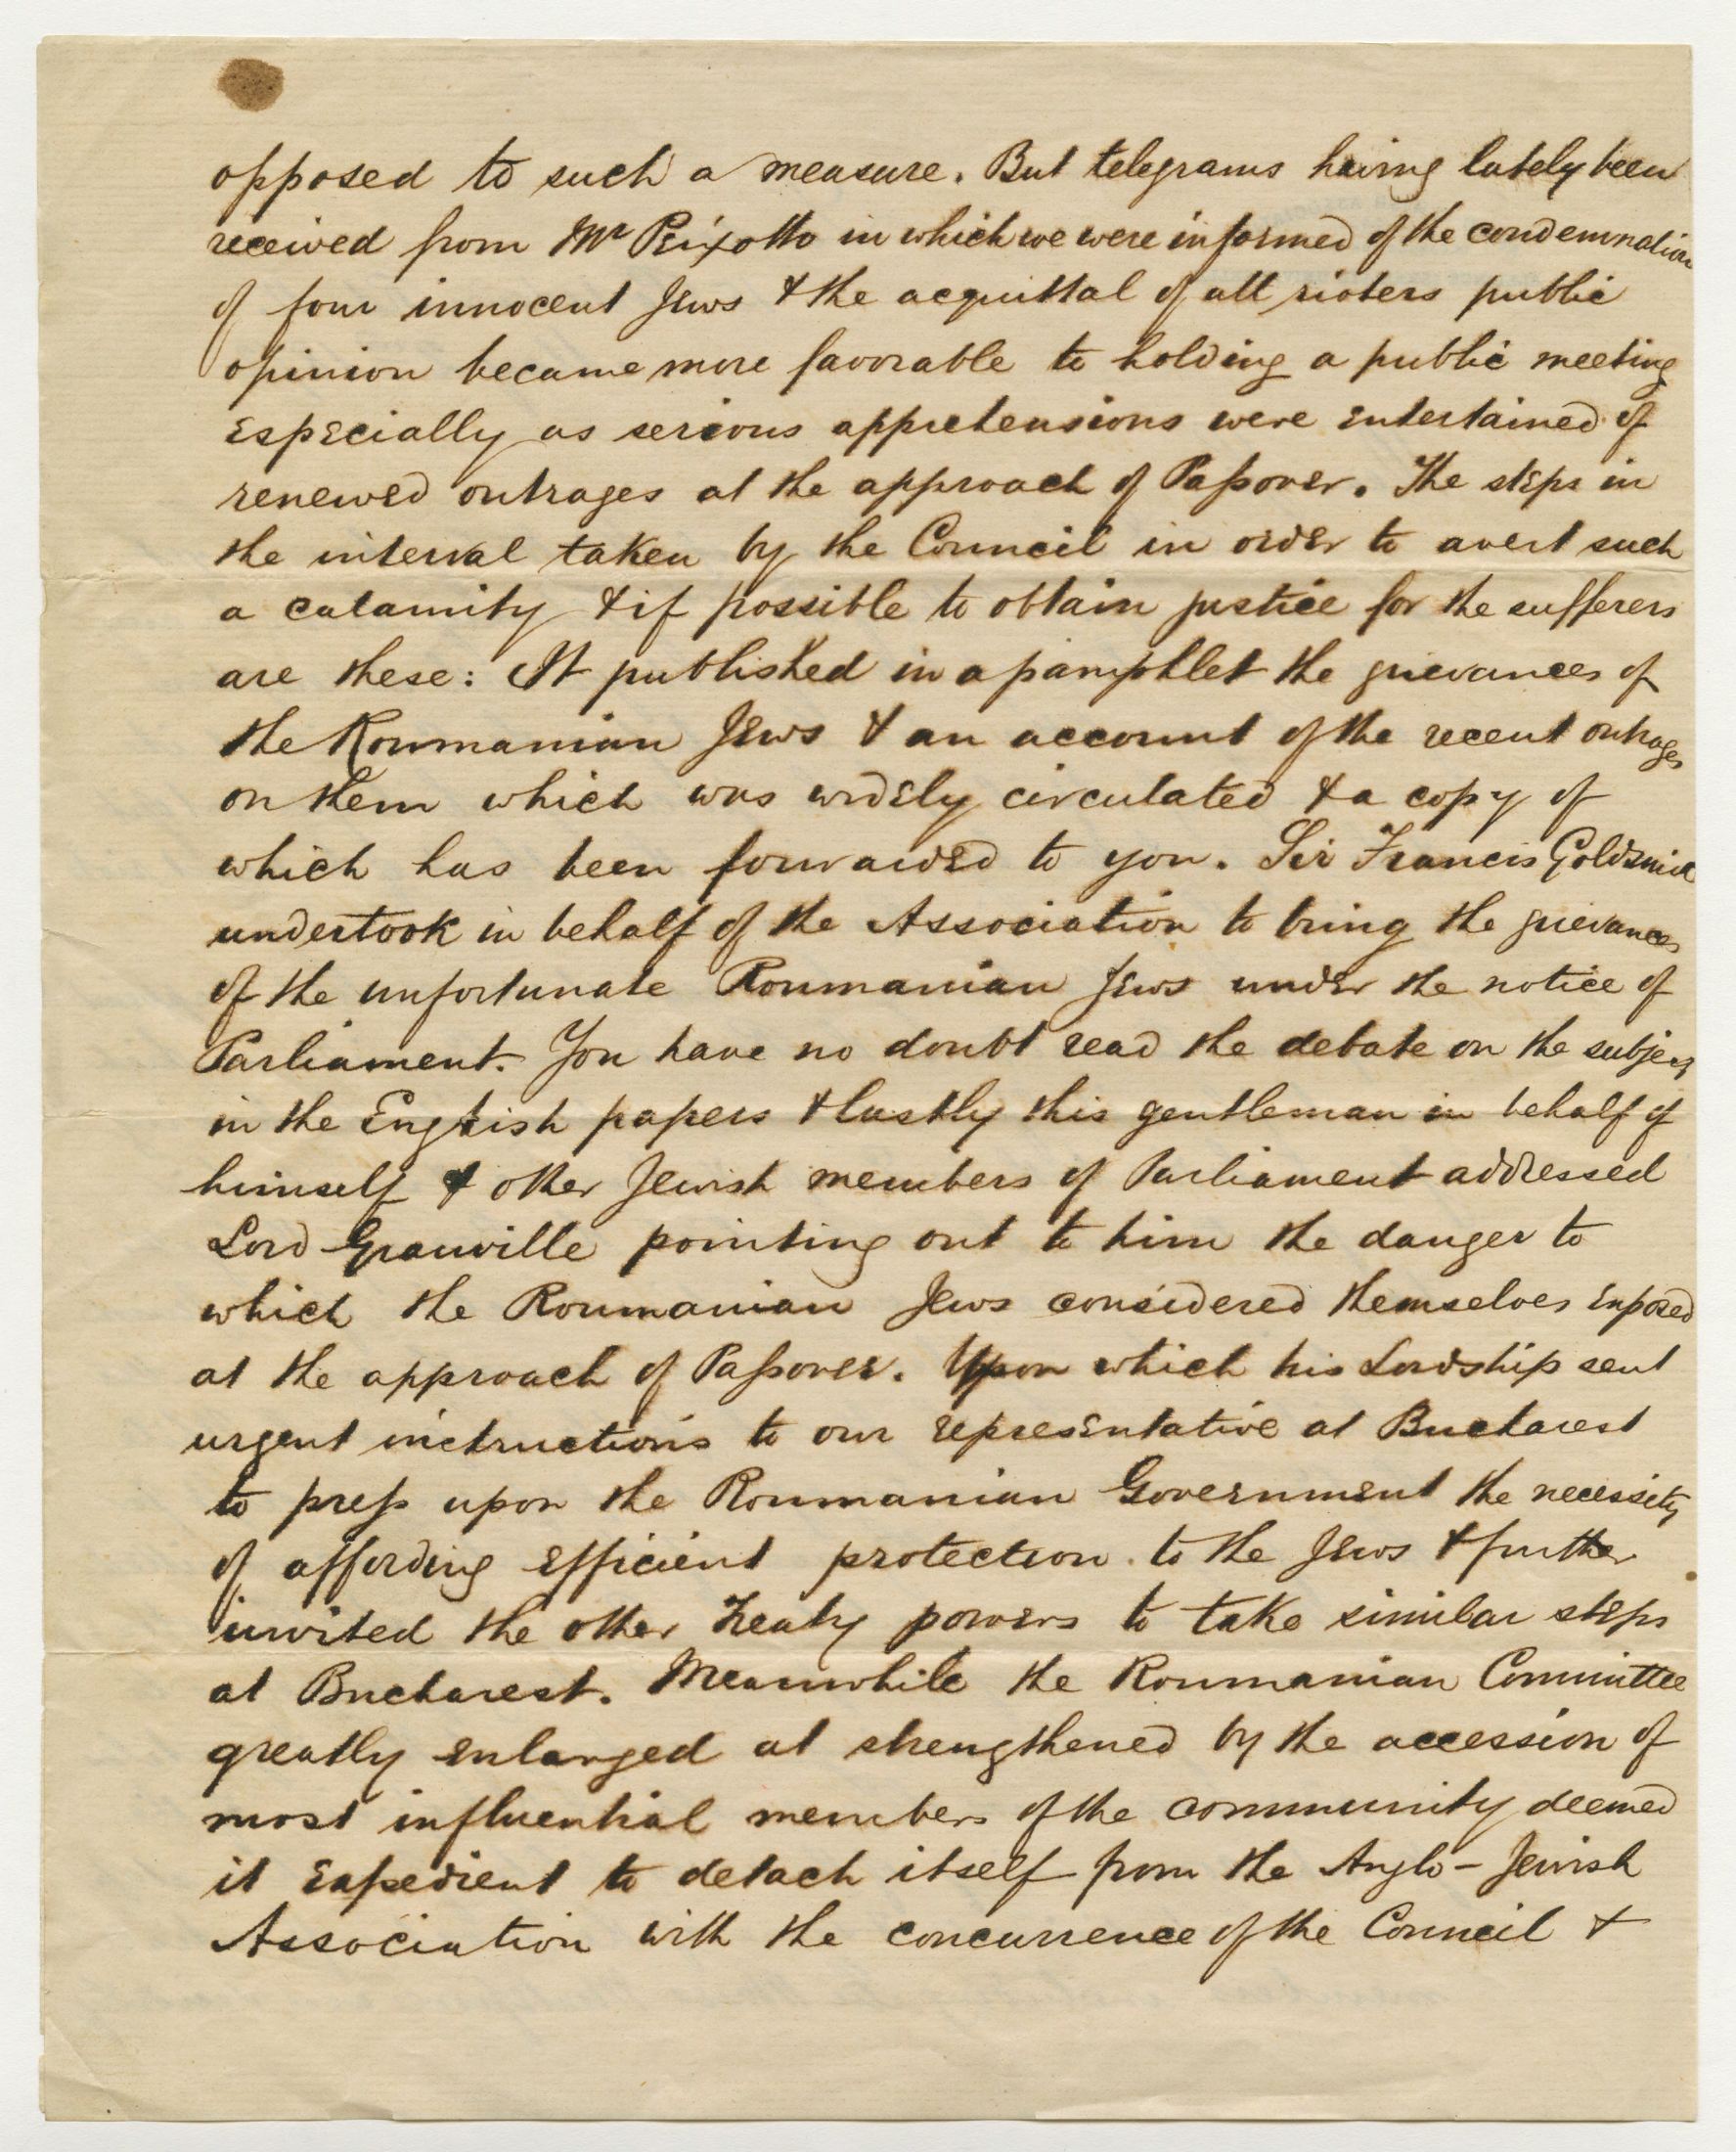 opposed to such a measure. But telegrams having lately been
received from Mr Peixotto in which we were informed of the condemnation
of four innocent Jews & the acquittal of all rioters public
opinion became more favorable to holding a public meeting
especially as serious apprehensions were entertained of
renewed outrages at the approach of Passover. The steps in
the interval taken by the Council in order to avert such
a calamity & if possible to obtain justice for the sufferers
are these: It published in a pamphlet the grievances of
the Roumanian Jews & an account of the recent outrages
on them which was widely circulated & a copy of
which has been forwarded to you. Sir Francis Goldsmid
undertook in behalf of the Association to bring the grievances
of the unfortunate Roumanian Jews under the notice of
Parliament. You have no doubt read the debate on the subject
in the English papers & lastly this gentleman in behalf of
himself & other Jewish members of Parliament addressed
Lord Granville pointing out to him the danger to
which the Roumanian Jews considered themselves exposed
at the approach of Passover. Upon which his Lordship sent
urgent instructions to our representative at Bucharest
to press upon the Roumanian Government the necessity
of affording efficient protection to the Jews & further
invited the other Treaty powers to take similar steps
at Bucharest. Meanwhile the Roumanian Committee
greatly enlarged at strengthened by the accession of
most influential members of the community deemed
it expedient to detach itself from the Anglo-Jewish
Association with the concurrence of the Council &